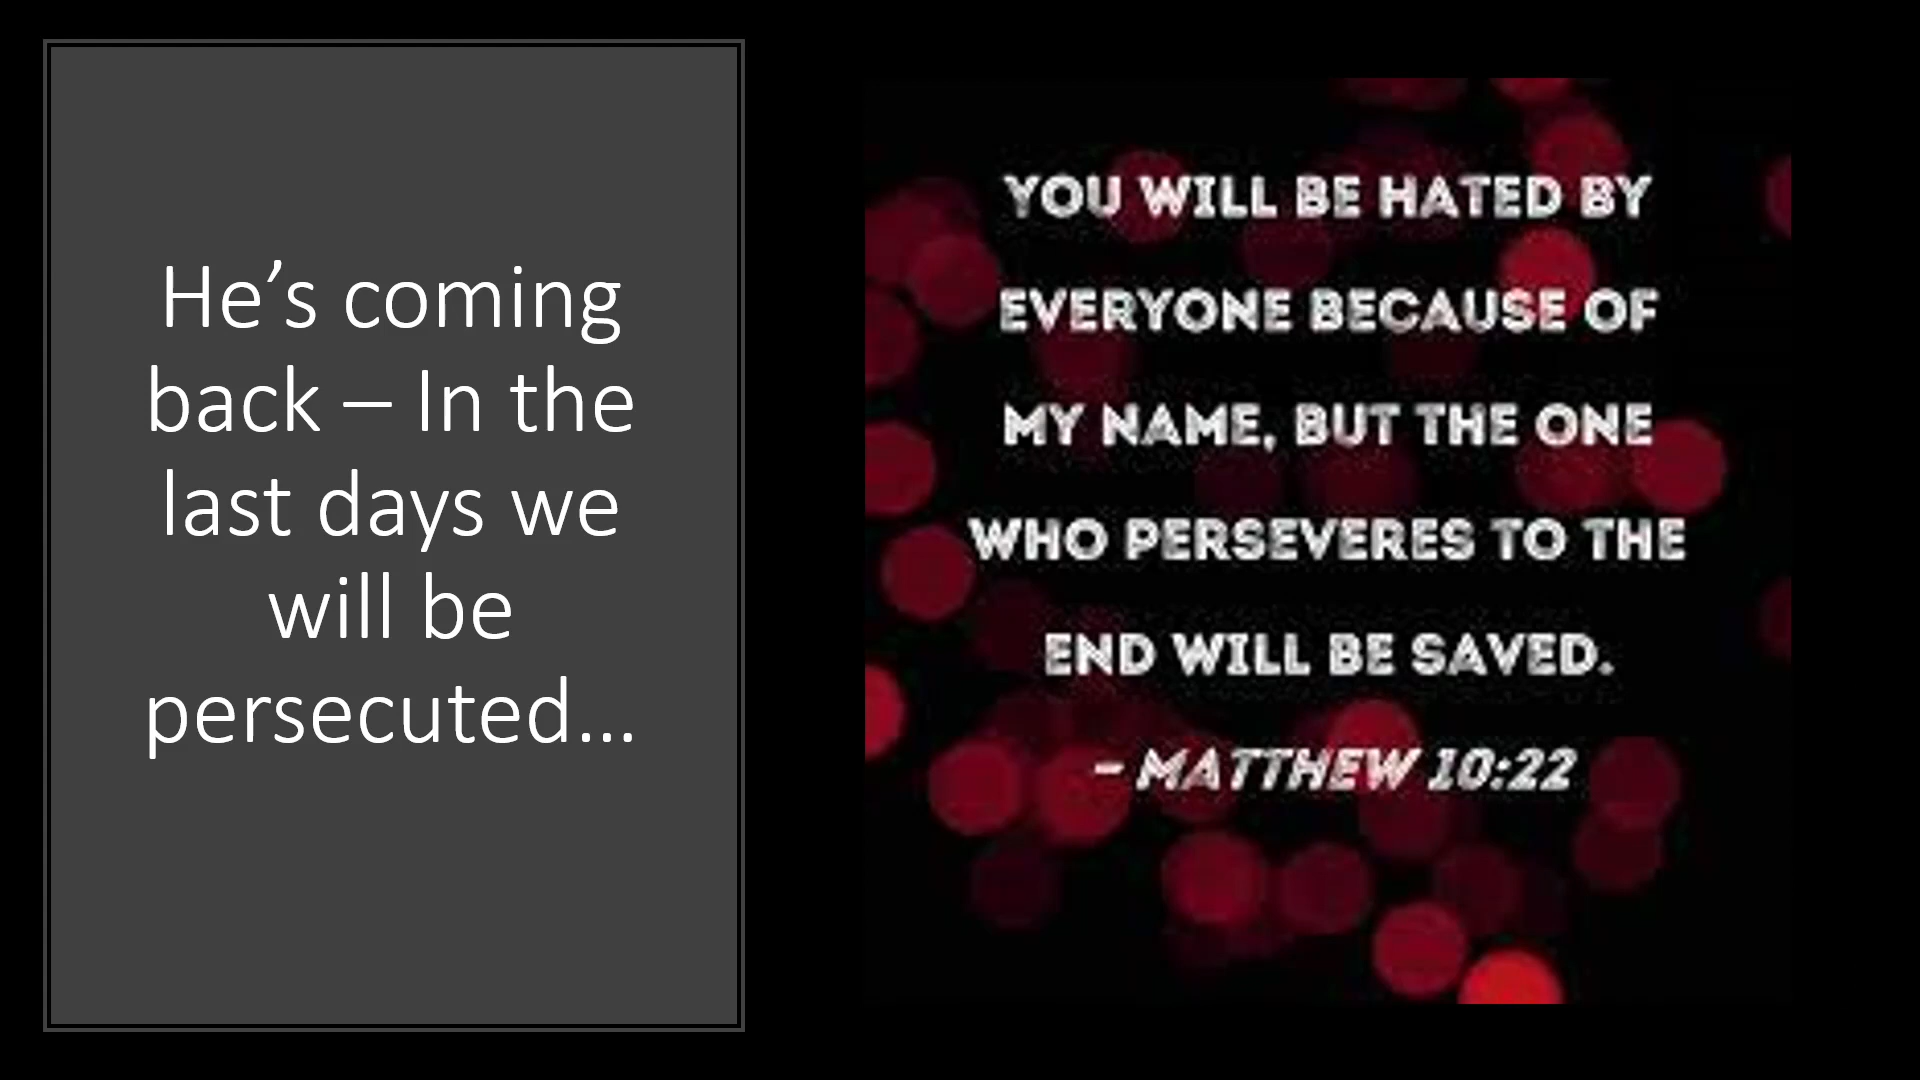 He’s coming
back – In the
last days we
will be
persecuted…
YOU WILL BE HATED BY
EVERYONE BECAUSE OF
MY NAME, BUT THE ONE
WHO PERSEVERES TO THE
END WILL BE SAVED.
– MATTHEW 10:22